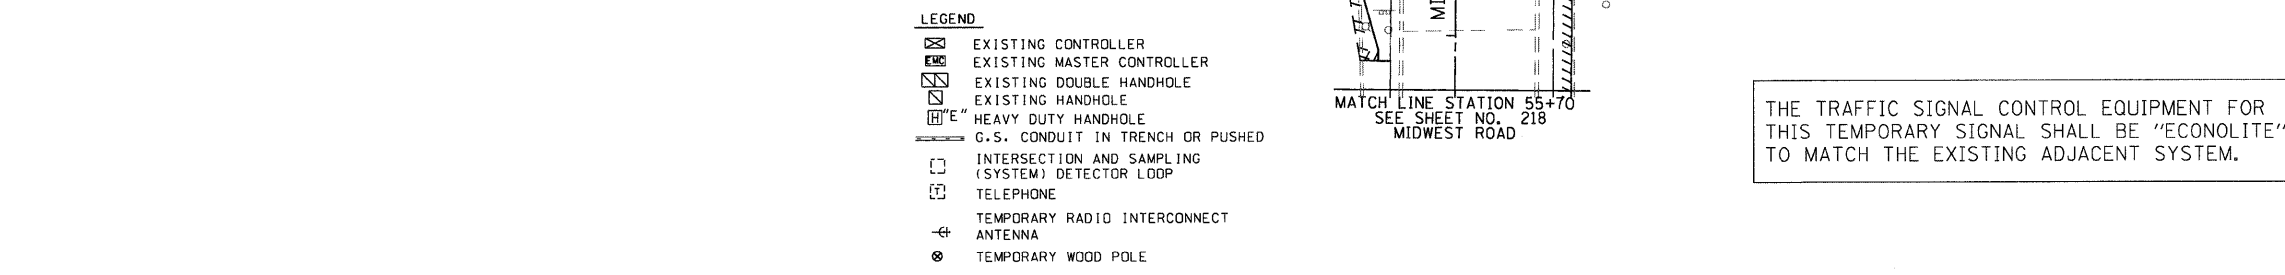 LEGEND
EXISTING CONTROLLER
EMC EXISTING MASTER CONTROLLER
EXISTING DOUBLE HANDHOLE
EXISTING HANDHOLE
H "E" HEAVY DUTY HANDHOLE
G.S. CONDUIT IN TRENCH OR PUSHED
INTERSECTION AND SAMPLING
(SYSTEM) DETECTOR LOOP
T TELEPHONE
TEMPORARY RADIO INTERCONNECT
ANTENNA
TEMPORARY WOOD POLE
MI
MATCH LINE STATION 55+70
SEE SHEET NO. 218
MIDWEST ROAD
THE TRAFFIC SIGNAL CONTROL EQUIPMENT FOR
THIS TEMPORARY SIGNAL SHALL BE "ECONOLITE"
TO MATCH THE EXISTING ADJACENT SYSTEM.